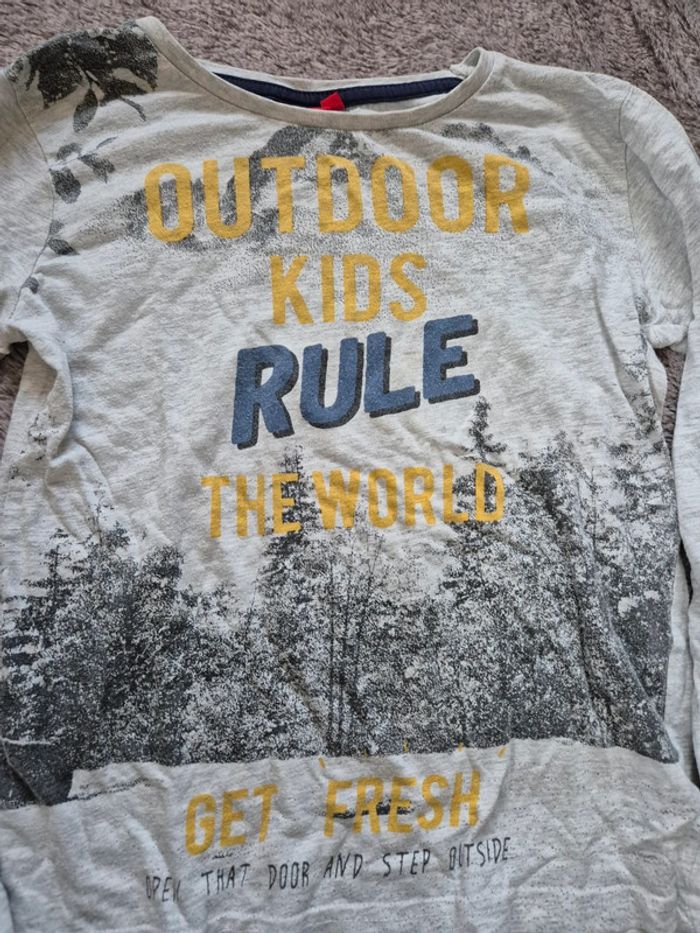 OUTDOOR
KIDS
RULE
THE WORLD
GET FRESH
OPEN THAT DOOR AND STEP OUTSIDE